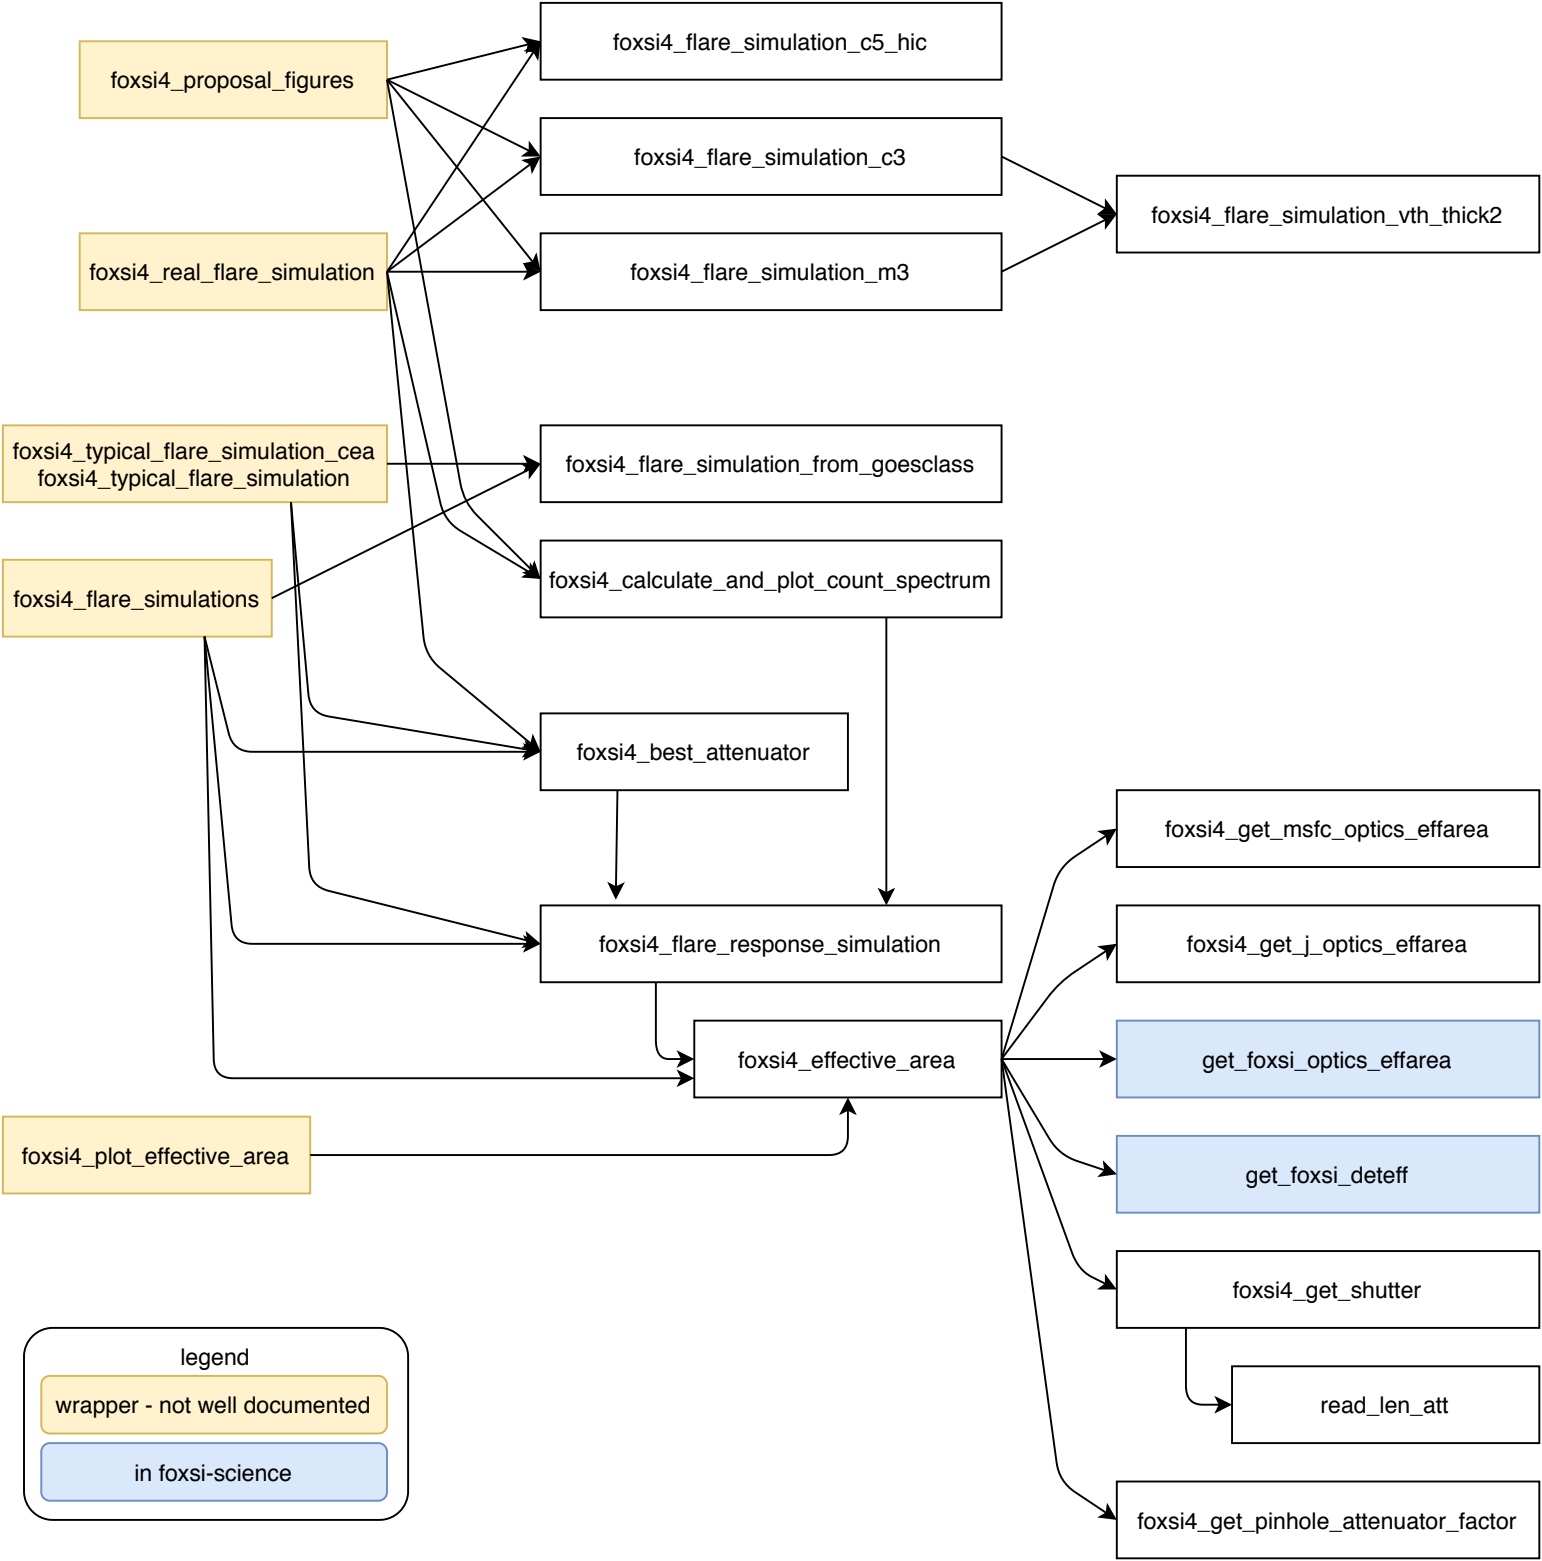 foxsi4_proposal_figures
foxsi4_real_flare_simulation
foxsi4_typical_flare_simulation_cea
foxsi4_typical_flare_simulation
foxsi4_flare_simulations
foxsi4_plot_effective_area
foxsi4_flare_simulation_c5_hic
foxsi4_flare_simulation_c3
foxsi4_flare_simulation_m3
foxsi4_flare_simulation_from_goesclass
foxsi4_calculate_and_plot_count_spectrum
foxsi4_best_attenuator
foxsi4_flare_response_simulation
foxsi4_effective_area
foxsi4_flare_simulation_vth_thick2
foxsi4_get_msfc_optics_effarea
foxsi4_get_j_optics_effarea
get_foxsi_optics_effarea
get_foxsi_deteff
foxsi4_get_shutter
read_len_att
foxsi4_get_pinhole_attenuator_factor
legend
wrapper - not well documented
in foxsi-science